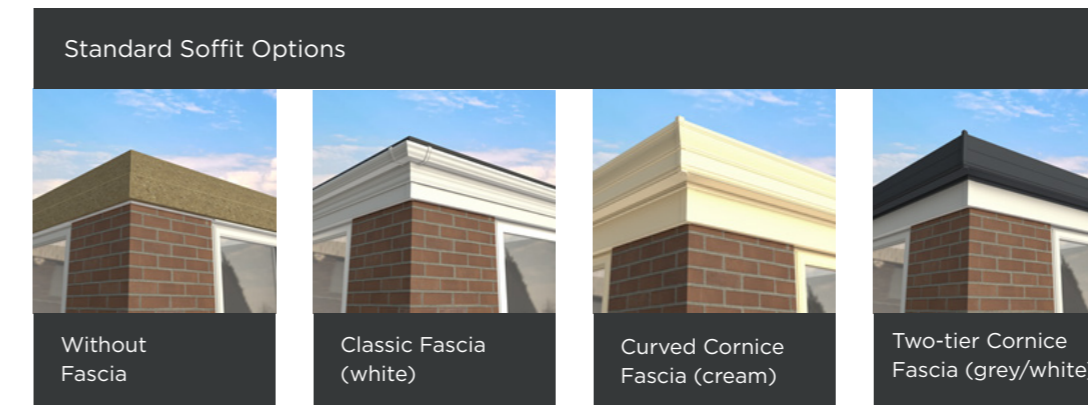 Standard Soffit Options
Without
Fascia
Classic Fascia
(white)
Curved Cornice
Fascia (cream)
Two-tier Cornice
Fascia (grey/white)